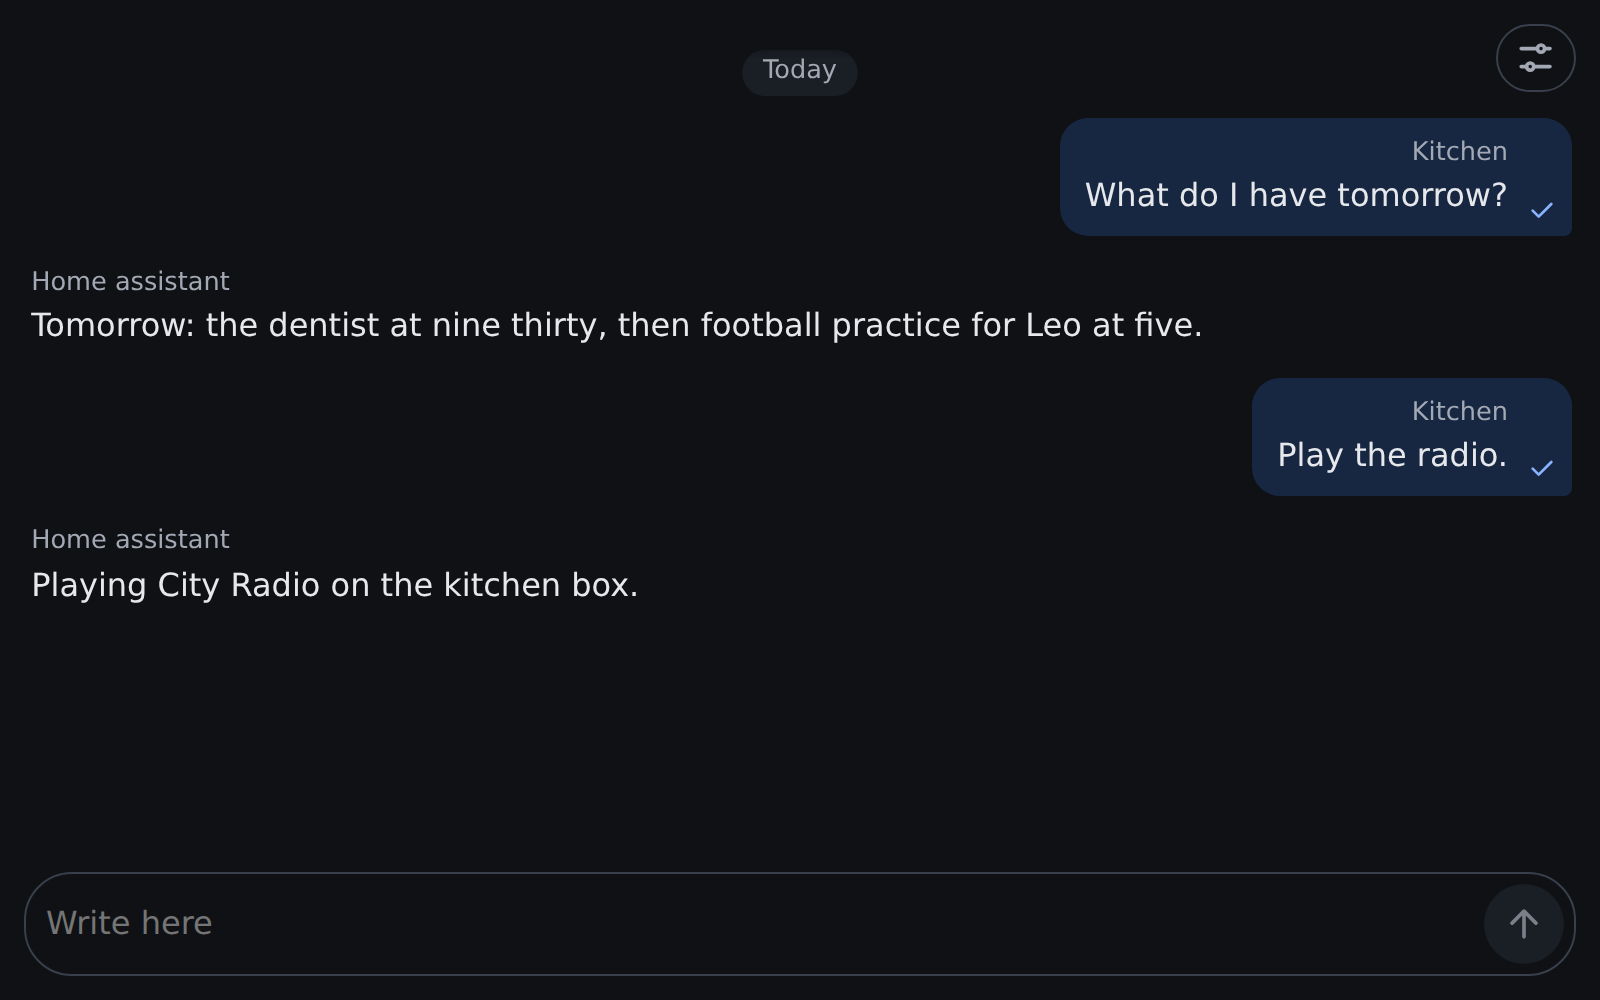 Today
Kitchen
What do I have tomorrow?
Home assistant
Tomorrow: the dentist at nine thirty, then football practice for Leo at five.
Kitchen
Play the radio.
Home assistant
Playing City Radio on the kitchen box.
Write here